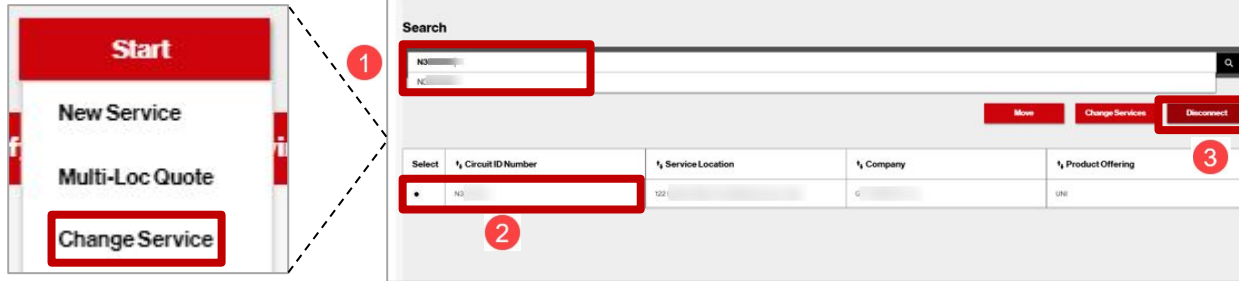 Start
New Service
Multi-Loc Quote
Change Service
1
Search
N3
Move
Change Services
Disconnect
3
Select
Circuit ID Number
Service Location
Company
Product Offering
N3
122
G
UNI
2